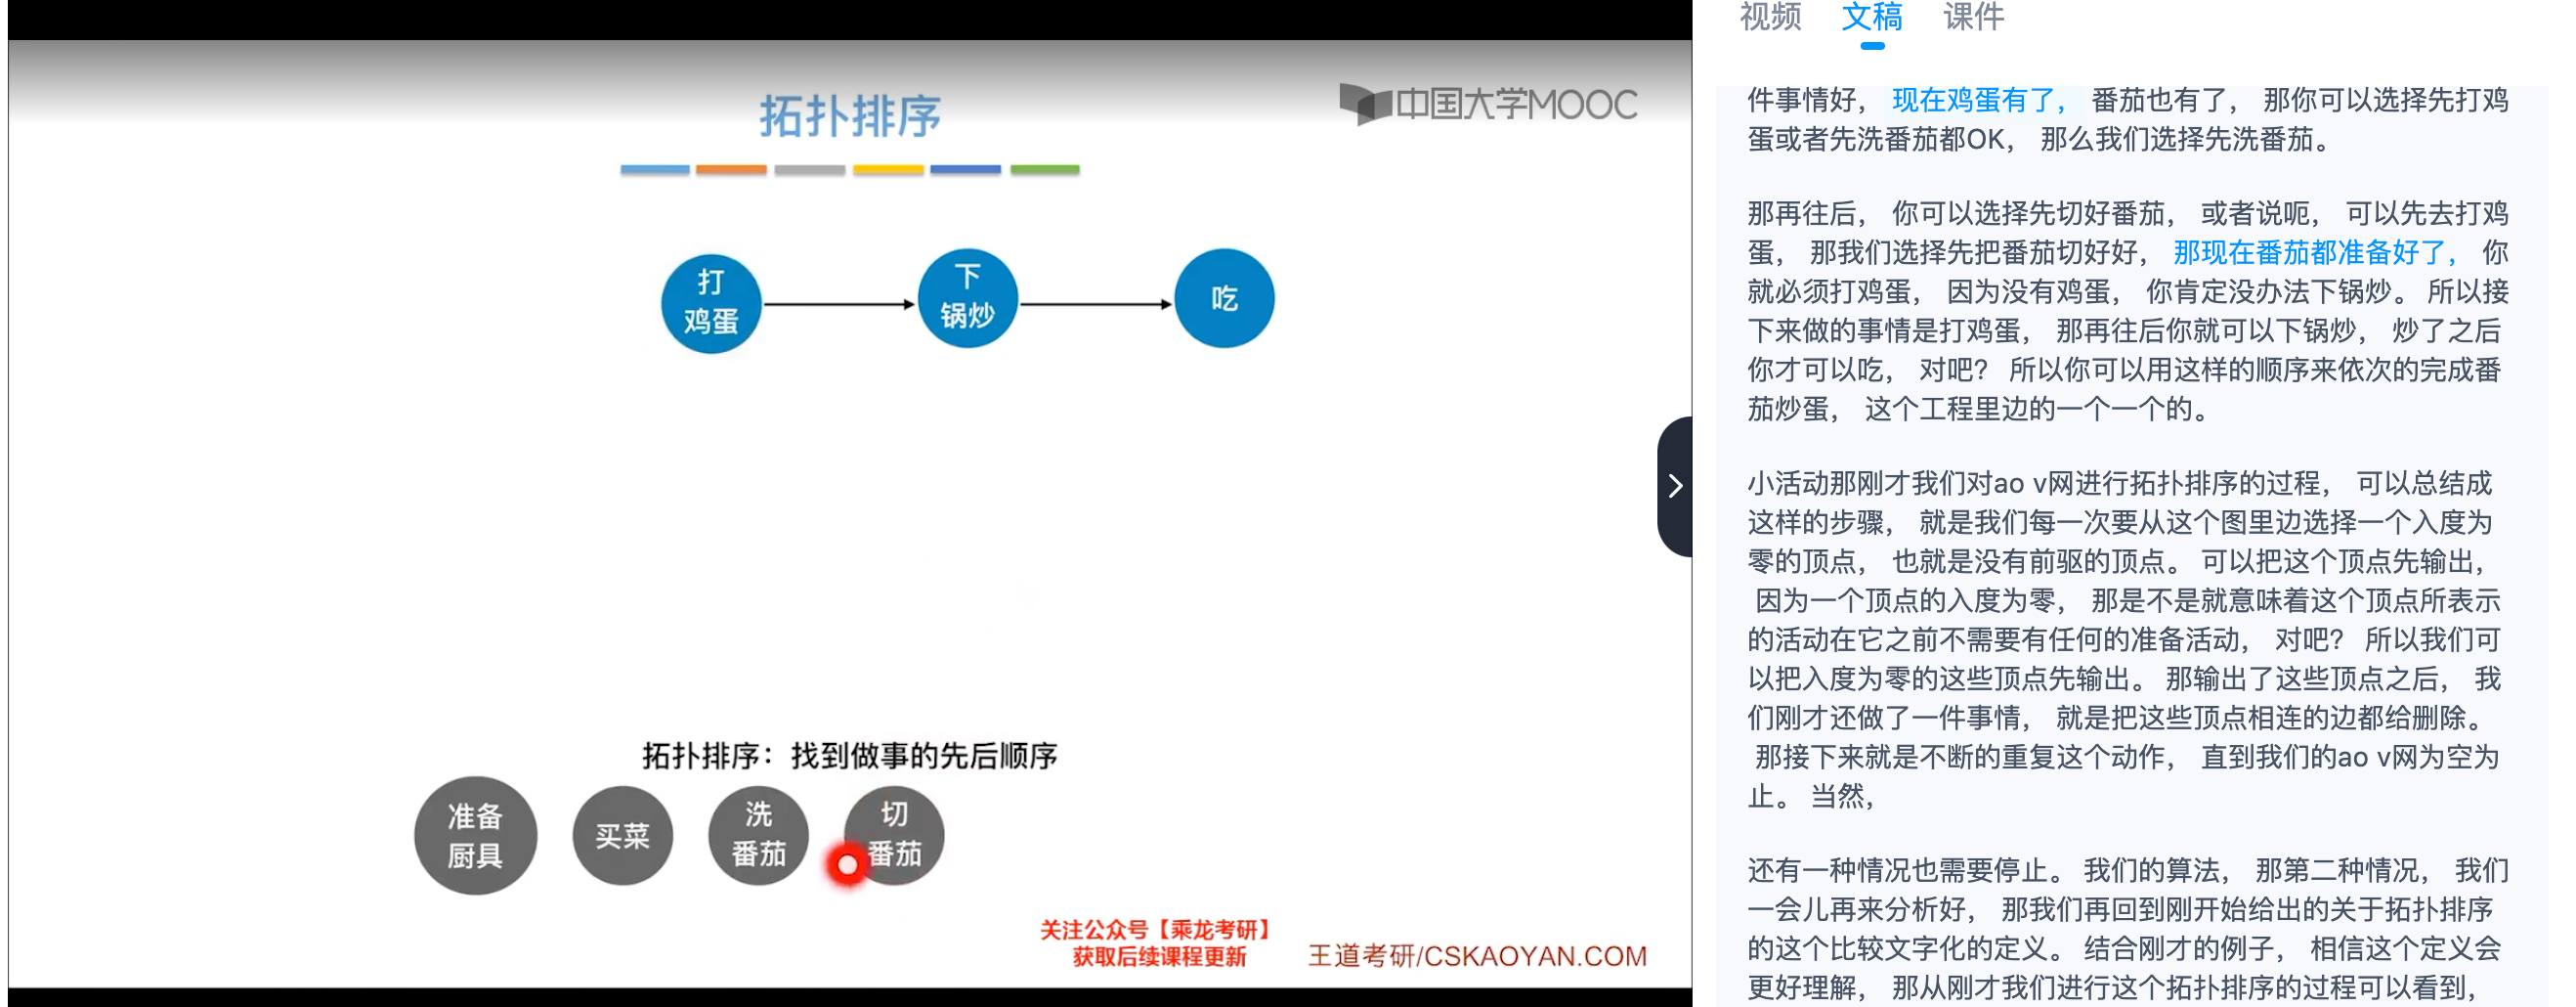 拓扑排序
中国大学MOOC
打
鸡蛋
下
锅炒
吃
拓扑排序：找到做事的先后顺序
准备
厨具
买菜
洗
番茄
切
番茄
关注公众号【乘龙考研】
获取后续课程更新
王道考研/CSKAOYAN.COM
视频 文稿 课件
件事情好， 现在鸡蛋有了， 番茄也有了， 那你可以选择先打鸡
蛋或者先洗番茄都OK， 那么我们选择先洗番茄。
那再往后， 你可以选择先切好番茄， 或者说呃， 可以先去打鸡
蛋， 那我们选择先把番茄切好好， 那现在番茄都准备好了， 你
就必须打鸡蛋， 因为没有鸡蛋， 你肯定没办法下锅炒。 所以接
下来做的事情是打鸡蛋， 那再往后你就可以下锅炒， 炒了之后
你才可以吃， 对吧？ 所以你可以用这样的顺序来依次的完成番
茄炒蛋， 这个工程里边的一个一个的。
小活动那刚才我们对ao v网进行拓扑排序的过程， 可以总结成
这样的步骤， 就是我们每一次要从这个图里边选择一个入度为
零的顶点， 也就是没有前驱的顶点。 可以把这个顶点先输出，
因为一个顶点的入度为零， 那是不是就意味着这个顶点所表示
的活动在它之前不需要有任何的准备活动， 对吧？ 所以我们可
以把入度为零的这些顶点先输出。 那输出了这些顶点之后， 我
们刚才还做了一件事情， 就是把这些顶点相连的边都给删除。
那接下来就是不断的重复这个动作， 直到我们的ao v网为空为
止。 当然，
还有一种情况也需要停止。 我们的算法， 那第二种情况， 我们
一会儿再来分析好， 那我们再回到刚开始给出的关于拓扑排序
的这个比较文字化的定义。 结合刚才的例子， 相信这个定义会
更好理解， 那从刚才我们进行这个拓扑排序的过程可以看到，